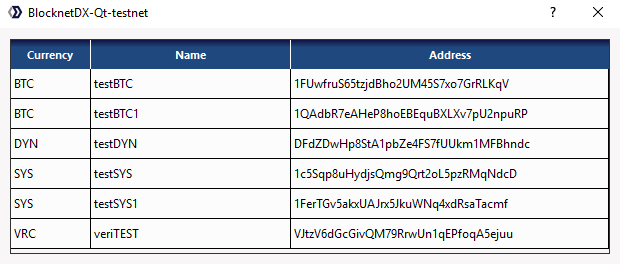 BlocknetDX-Qt-testnet
Currency Name Address
BTC testBTC 1FUwfruS65tzjdBho2UM45S7xo7GrRLKqV
BTC testBTC1 1QAdbR7eAHeP8hoEBEquBXLXv7pU2npuRP
DYN testDYN DFdZDwHp8StA1pbZe4FS7fUUkm1MFBhndc
SYS testSYS 1c5Sqp8uHydjsQmg9Qrt2oL5pzRMqNdcD
SYS testSYS1 1FerTGv5akxUAJrx5JkuWNq4xdRsaTacmf
VRC veriTEST VJtzV6dGcGivQM79RrwUn1qEPfoqA5ejuu